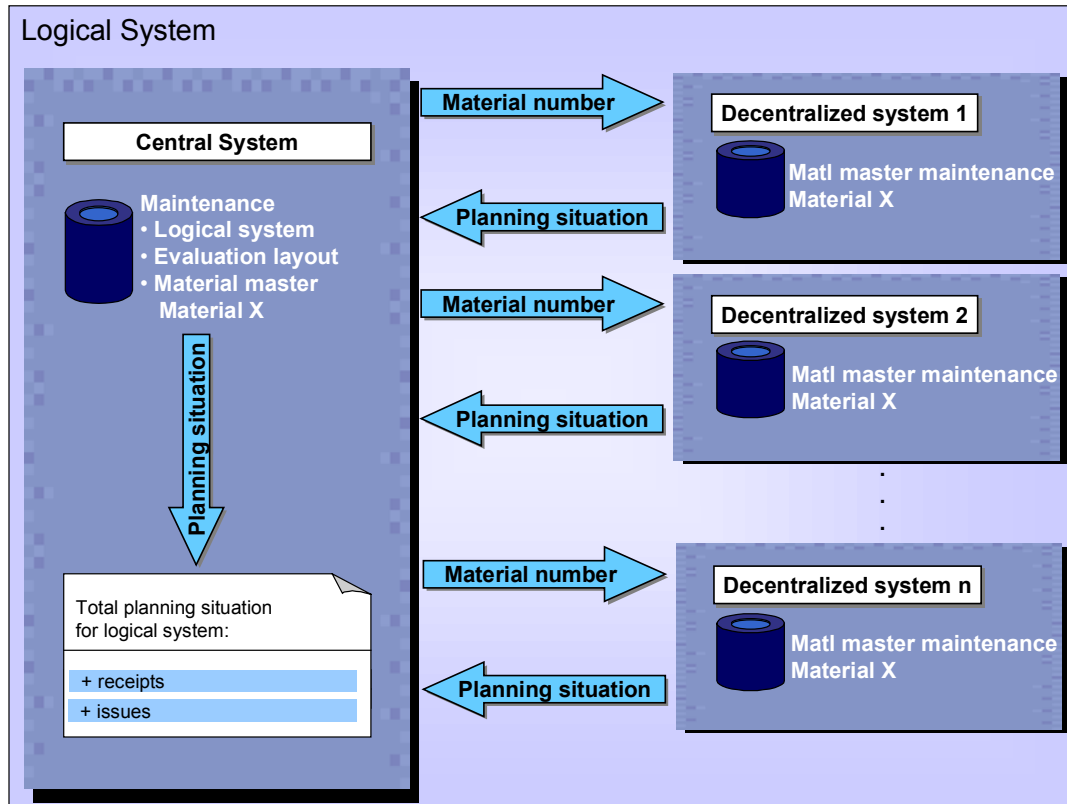 Logical System
Central System
Maintenance
• Logical system
• Evaluation layout
• Material master
Material X
Planning situation
Total planning situation
for logical system:
+ receipts
+ issues
Material number
Planning situation
Decentralized system 1
Matl master maintenance
Material X
Material number
Planning situation
Decentralized system 2
Matl master maintenance
Material X
.
.
.
Material number
Planning situation
Decentralized system n
Matl master maintenance
Material X